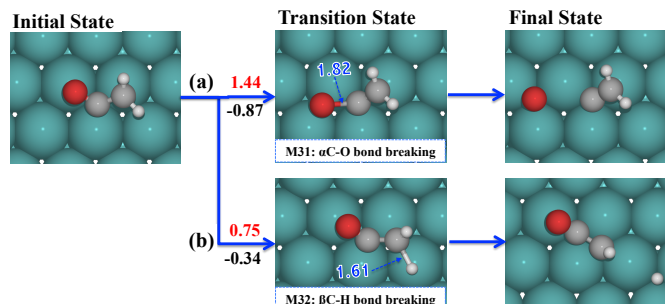 Initial State
Transition State
Final State
(a)
1.44
-0.87
1.82
M31: αC-O bond breaking
(b)
0.75
-0.34
1.61
M32: βC-H bond breaking